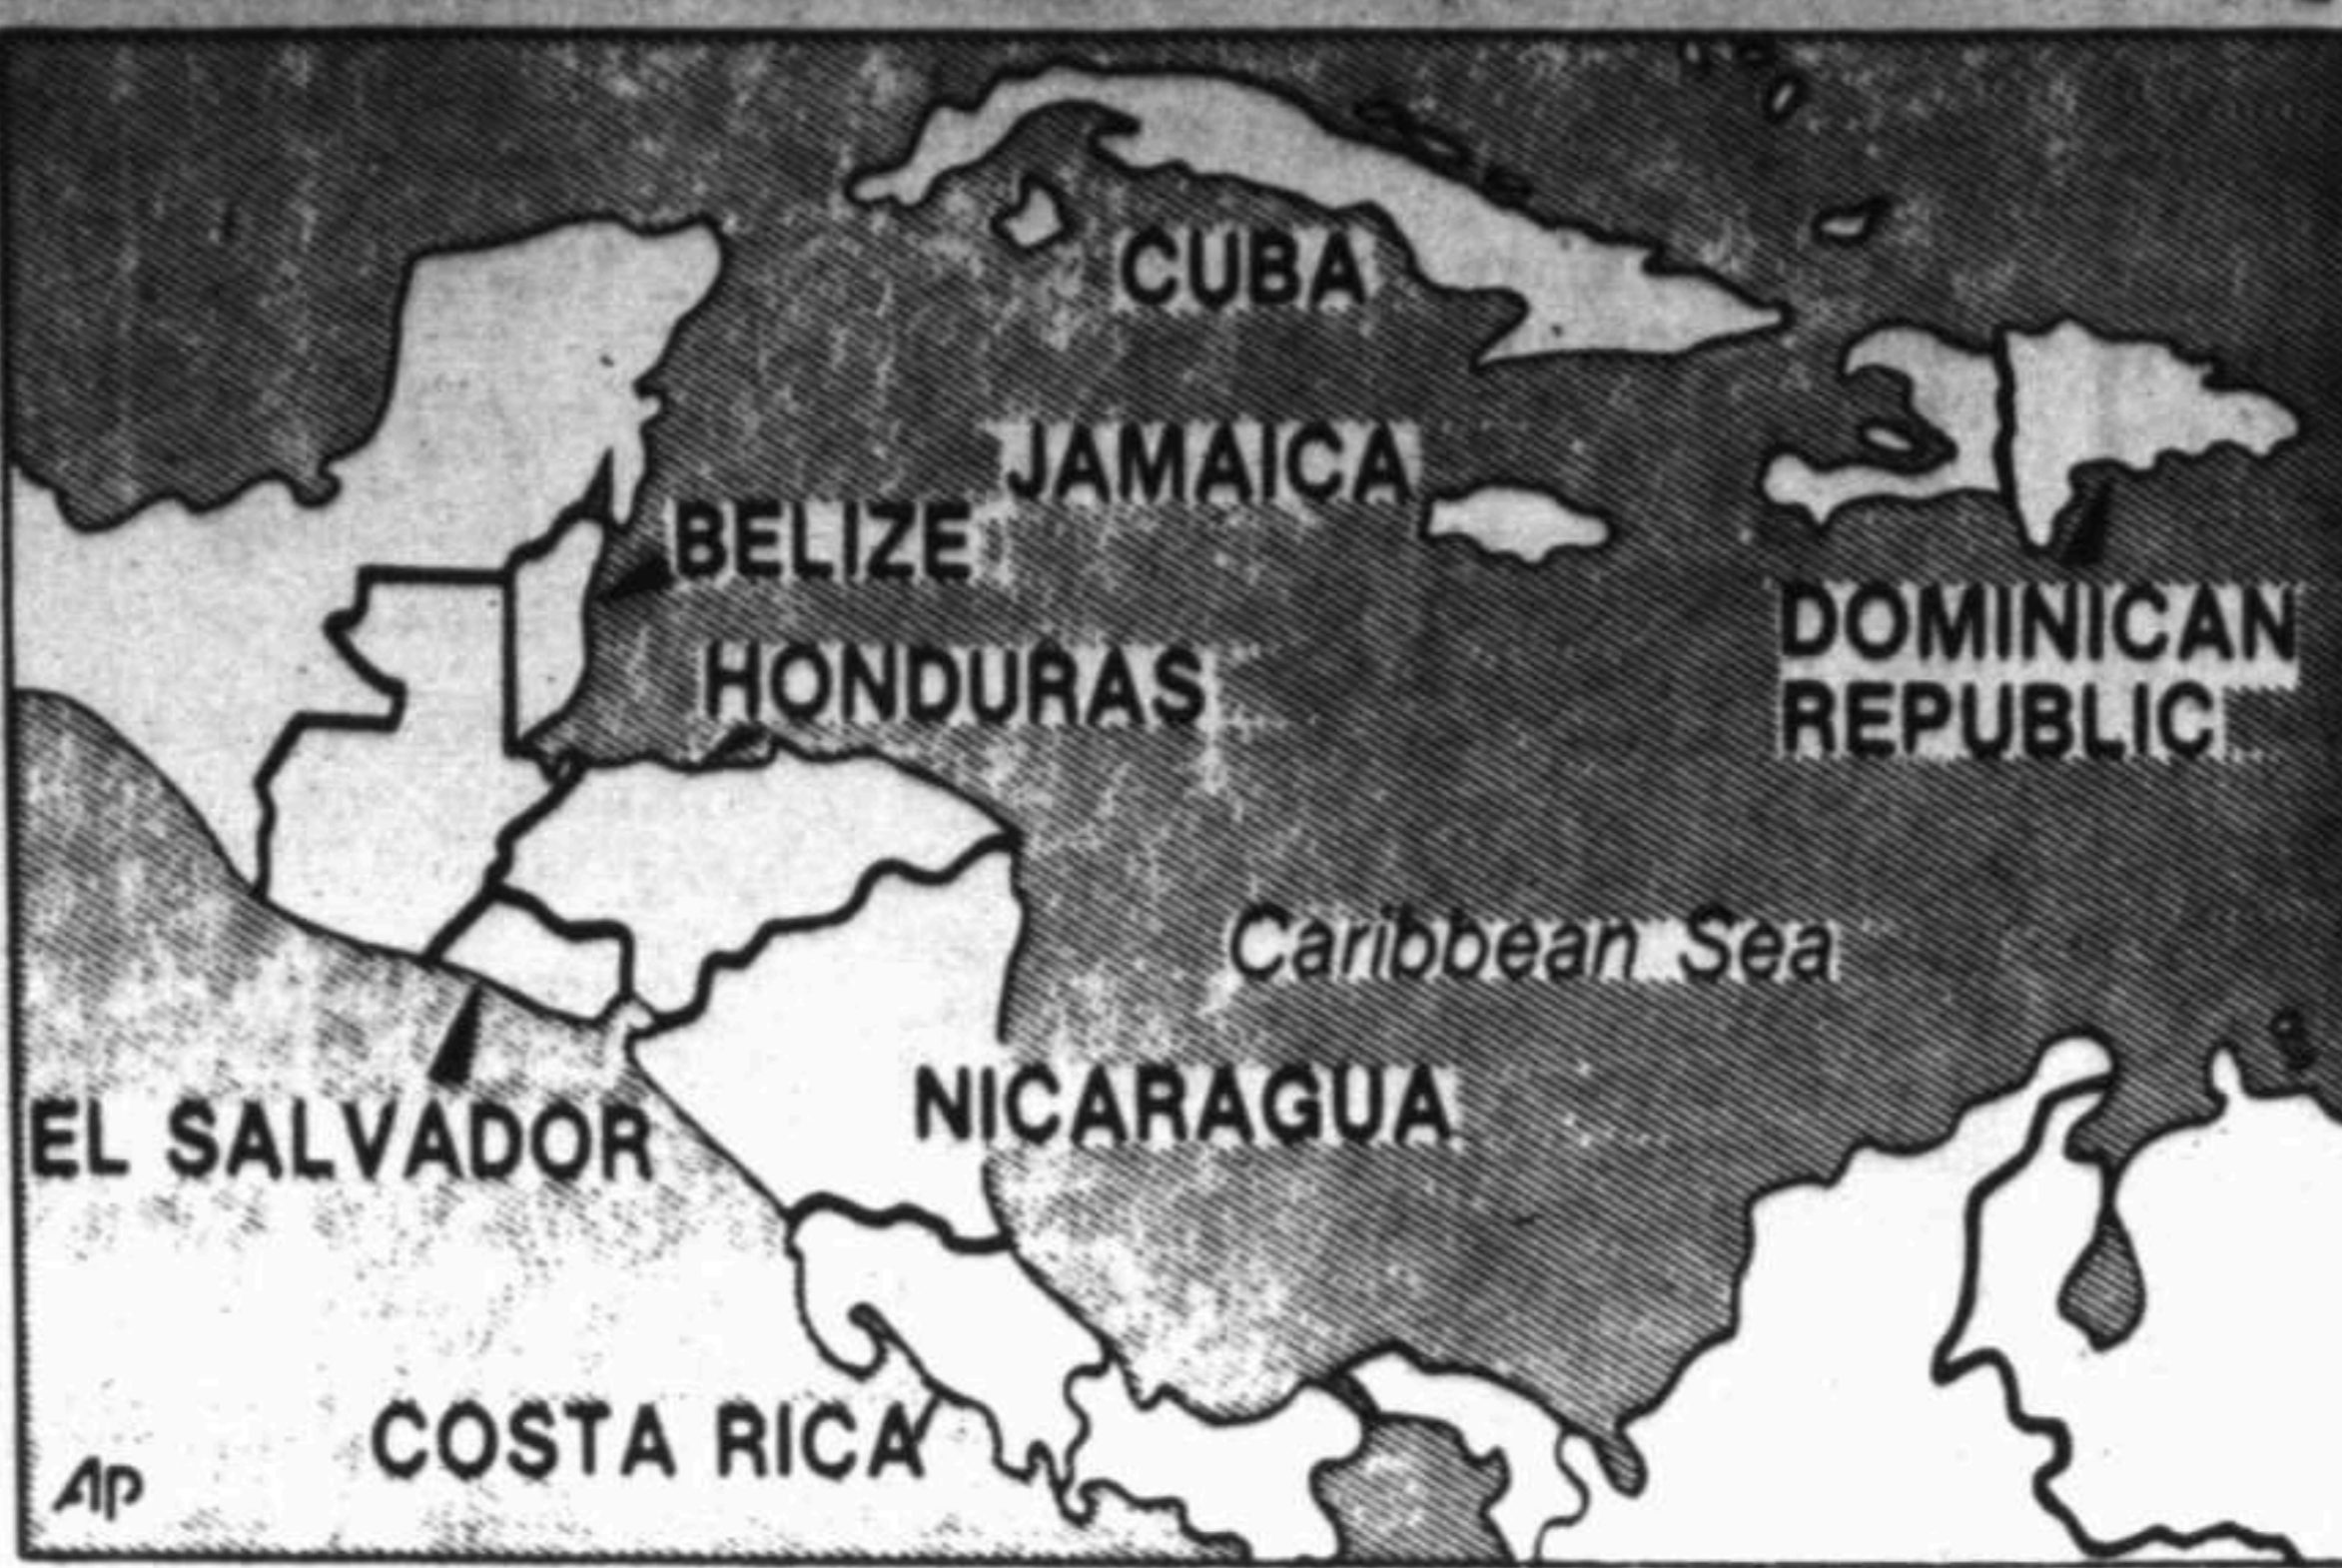 CUBA
JAMAICA
BELIZE
HONDURAS
DOMINICAN
REPUBLIC
Caribbean Sea
NICARAGUA
EL SALVADOR
COSTA RICA
AP